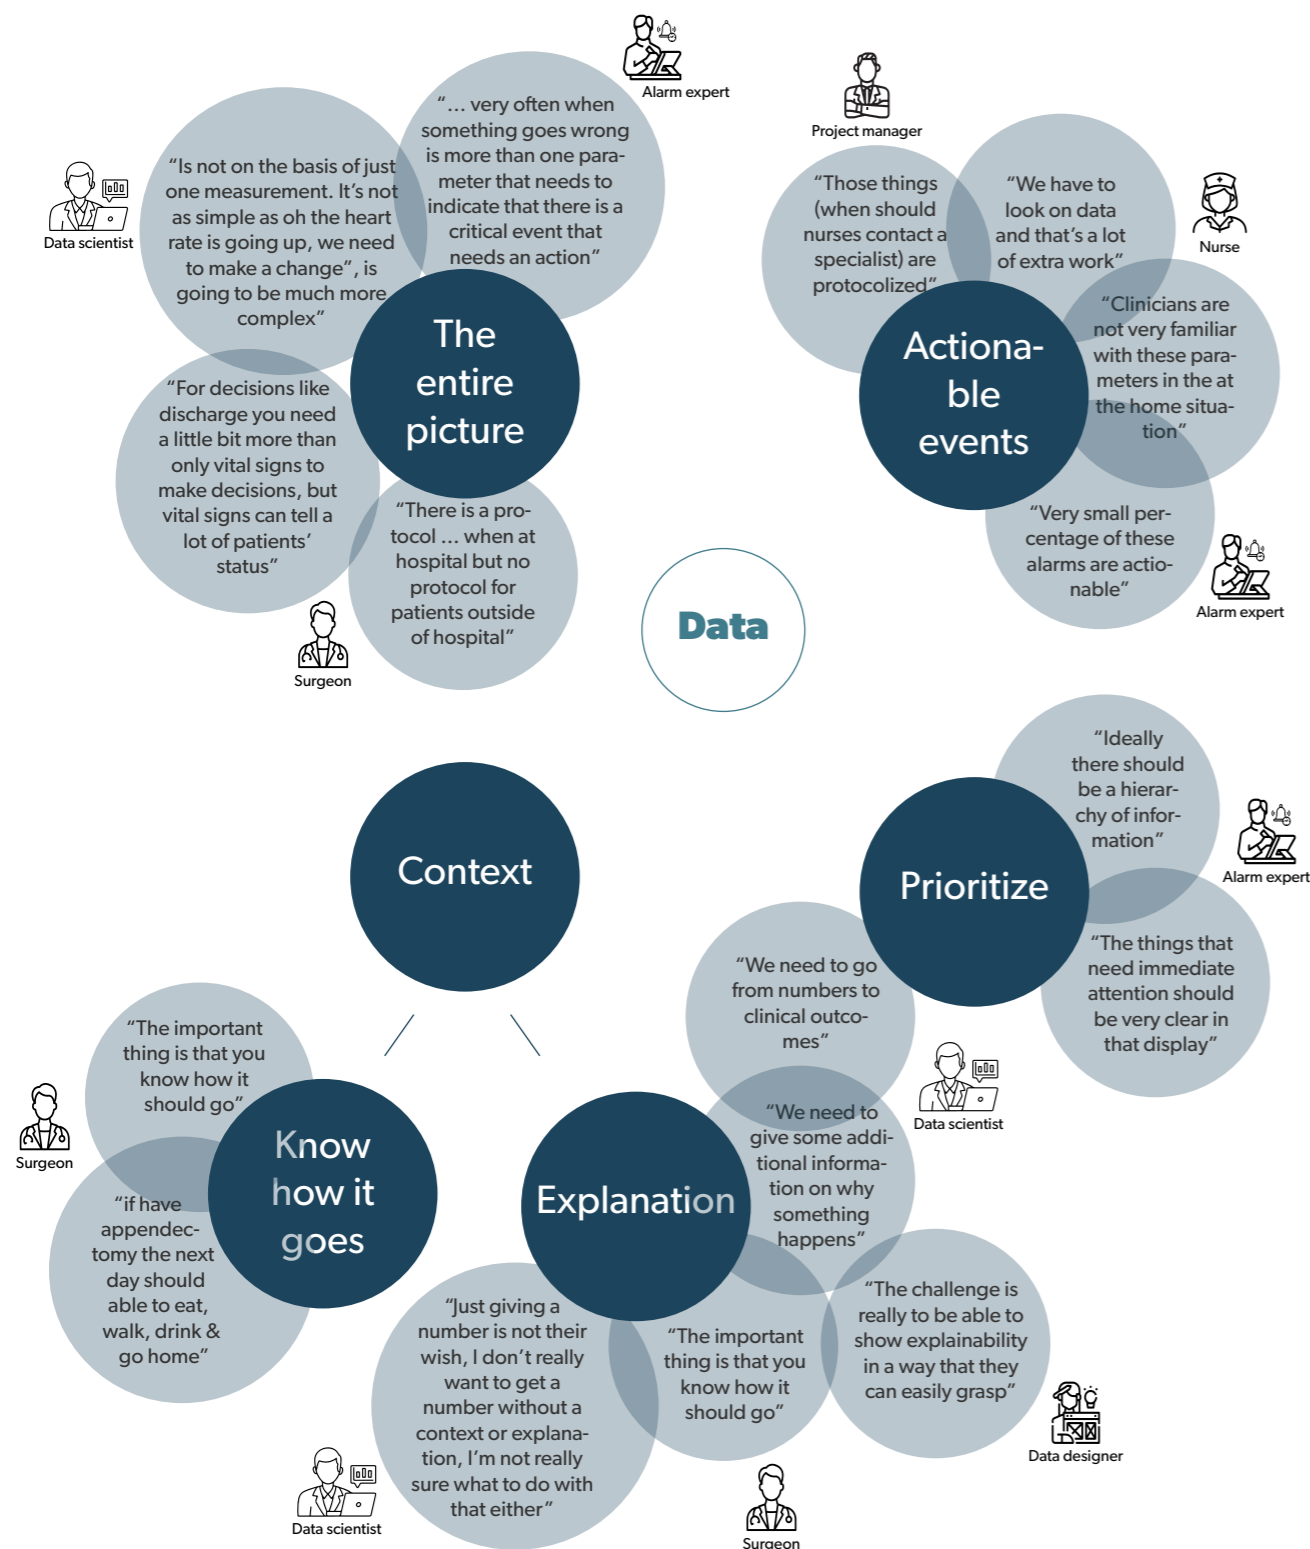 Alarm expert
“... very often when
something goes wrong
is more than one para-
meter that needs to
indicate that there is a
critical event that
needs an action”
Data scientist
“Is not on the basis of just
one measurement. It’s not
as simple as oh the heart
rate is going up, we need
to make a change”, is
going to be much more
complex”
The
entire
picture
“For decisions like
discharge you need
a little bit more than
only vital signs to
make decisions, but
vital signs can tell a
lot of patients’
status”
“There is a pro-
tocol ... when at
hospital but no
protocol for
patients outside
of hospital”
Surgeon
Project manager
“Those things
(when should
nurses contact a
specialist) are
protocolized”
“We have to
look on data
and that’s a lot
of extra work”
Nurse
Actiona-
ble
events
“Clinicians are
not very familiar
with these para-
meters in the at
the home situa-
tion”
“Very small per-
centage of these
alarms are actio-
nable”
Alarm expert
Data
Context
“Ideally
there should
be a hierar-
chy of infor-
mation”
Alarm expert
Prioritize
“The things that
need immediate
attention should
be very clear in
that display”
“We need to go
from numbers to
clinical outco-
mes”
Data scientist
“We need to
give some addi-
tional informa-
tion on why
something
happens”
“The important
thing is that you
know how it
should go”
Surgeon
Know
how it
goes
“if have
appendec-
tomy the next
day should
able to eat,
walk, drink &
go home”
Explanation
“Just giving a
number is not their
wish, I don’t really
want to get a
number without a
context or explana-
tion, I’m not really
sure what to do with
that either”
Data scientist
“The important
thing is that you
know how it
should go”
Surgeon
“The challenge is
really to be able to
show explainability
in a way that they
can easily grasp”
Data designer